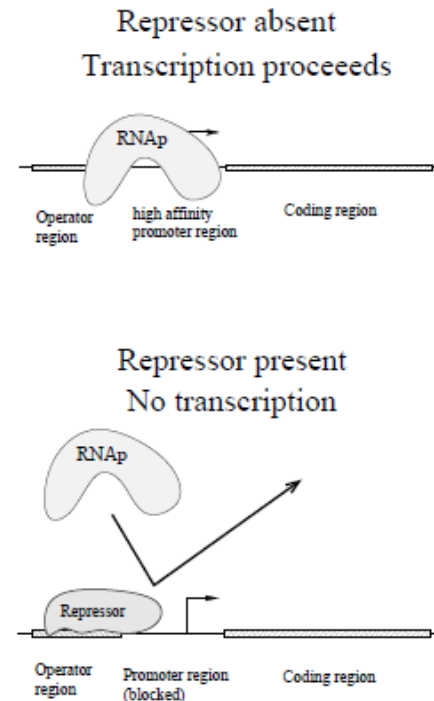 Repressor absent
Transcription proceeeds
RNAp
Operator
region
high affinity
promoter region
Coding region
Repressor present
No transcription
RNAp
Repressor
Operator
region
Promoter region
(blocked)
Coding region